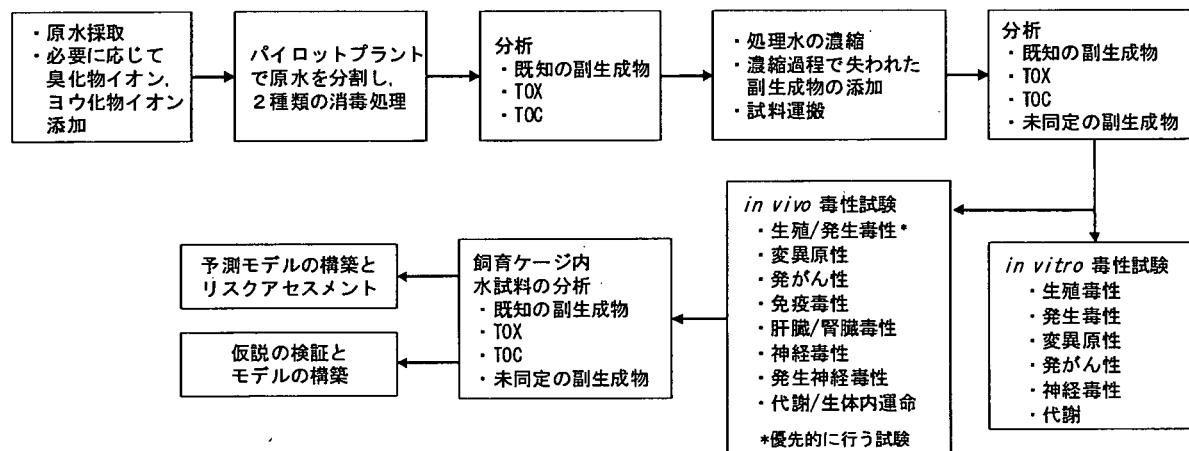 ・原水採取
・必要に応じて
臭化物イオン，
ヨウ化物イオン
添加
パイロットプラント
で原水を分割し，
２種類の消毒処理
分析
・既知の副生成物
・TOX
・TOC
・処理水の濃縮
・濃縮過程で失われた
副生成物の添加
・試料運搬
分析
・既知の副生成物
・TOX
・TOC
・未同定の副生成物
in vivo 毒性試験
・生殖/発生毒性*
・変異原性
・発がん性
・免疫毒性
・肝臓/腎臓毒性
・神経毒性
・発生神経毒性
・代謝/生体内運命
*優先的に行う試験
in vitro 毒性試験
・生殖毒性
・発生毒性
・変異原性
・発がん性
・神経毒性
・代謝
飼育ケージ内
水試料の分析
・既知の副生成物
・TOX
・TOC
・未同定の副生成物
予測モデルの構築と
リスクアセスメント
仮説の検証と
モデルの構築